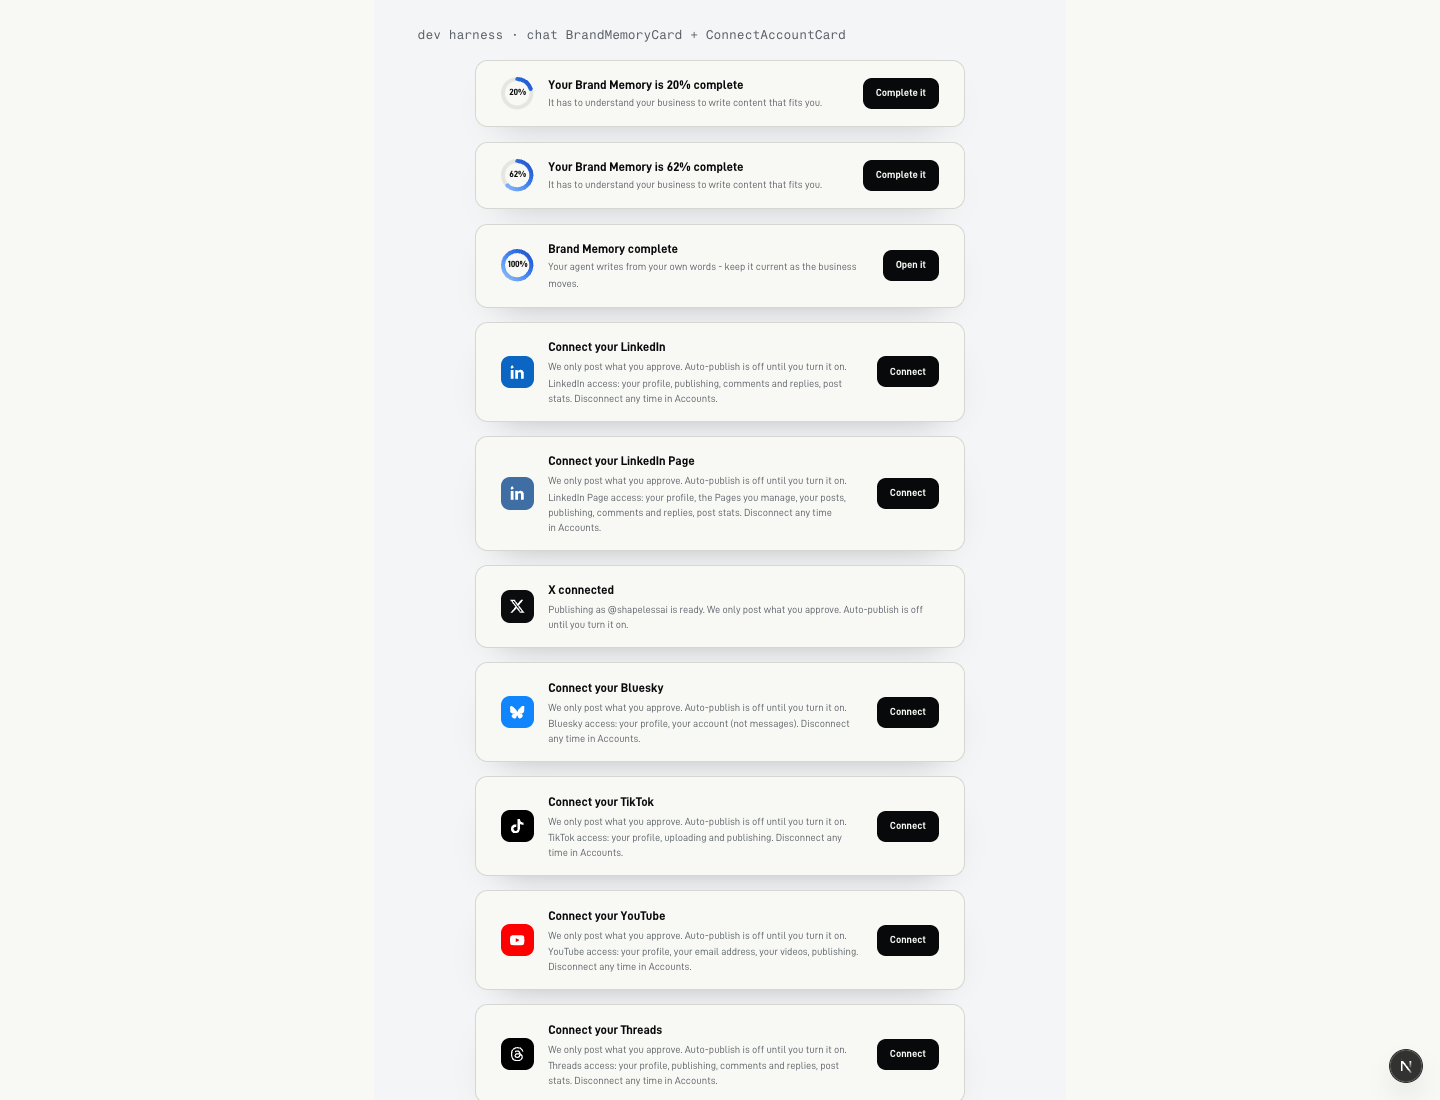 dev harness · chat BrandMemoryCard + ConnectAccountCard
20%
Your Brand Memory is 20% complete
It has to understand your business to write content that fits you.
Complete it
62%
Your Brand Memory is 62% complete
It has to understand your business to write content that fits you.
Complete it
100%
Brand Memory complete
Your agent writes from your own words - keep it current as the business
moves.
Open it
in
Connect your LinkedIn
We only post what you approve. Auto-publish is off until you turn it on.
LinkedIn access: your profile, publishing, comments and replies, post
stats. Disconnect any time in Accounts.
Connect
in
Connect your LinkedIn Page
We only post what you approve. Auto-publish is off until you turn it on.
LinkedIn Page access: your profile, the Pages you manage, your posts,
publishing, comments and replies, post stats. Disconnect any time
in Accounts.
Connect
X connected
Publishing as @shapelessai is ready. We only post what you approve. Auto-publish is off
until you turn it on.
Connect your Bluesky
We only post what you approve. Auto-publish is off until you turn it on.
Bluesky access: your profile, your account (not messages). Disconnect
any time in Accounts.
Connect
Connect your TikTok
We only post what you approve. Auto-publish is off until you turn it on.
TikTok access: your profile, uploading and publishing. Disconnect any
time in Accounts.
Connect
Connect your YouTube
We only post what you approve. Auto-publish is off until you turn it on.
YouTube access: your profile, your email address, your videos, publishing.
Disconnect any time in Accounts.
Connect
Connect your Threads
We only post what you approve. Auto-publish is off until you turn it on.
Threads access: your profile, publishing, comments and replies, post
stats. Disconnect any time in Accounts.
Connect
N